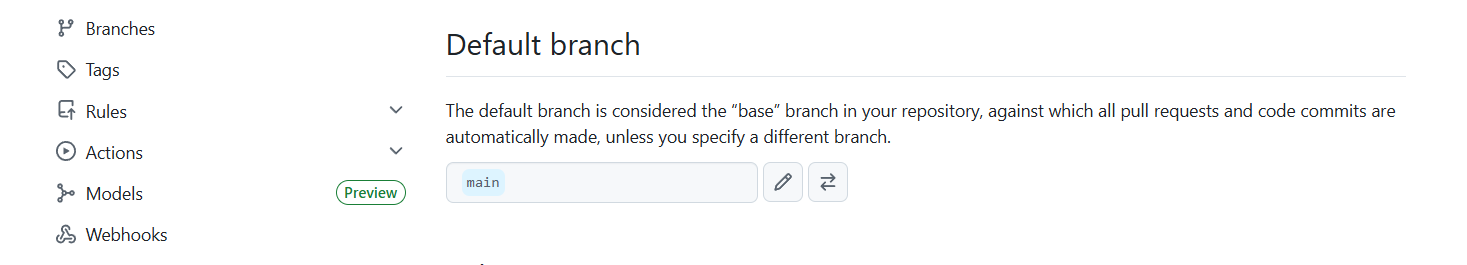 Branches
Tags
Rules
Actions
Models
Preview
Webhooks
Default branch
The default branch is considered the “base” branch in your repository, against which all pull requests and code commits are
automatically made, unless you specify a different branch.
main